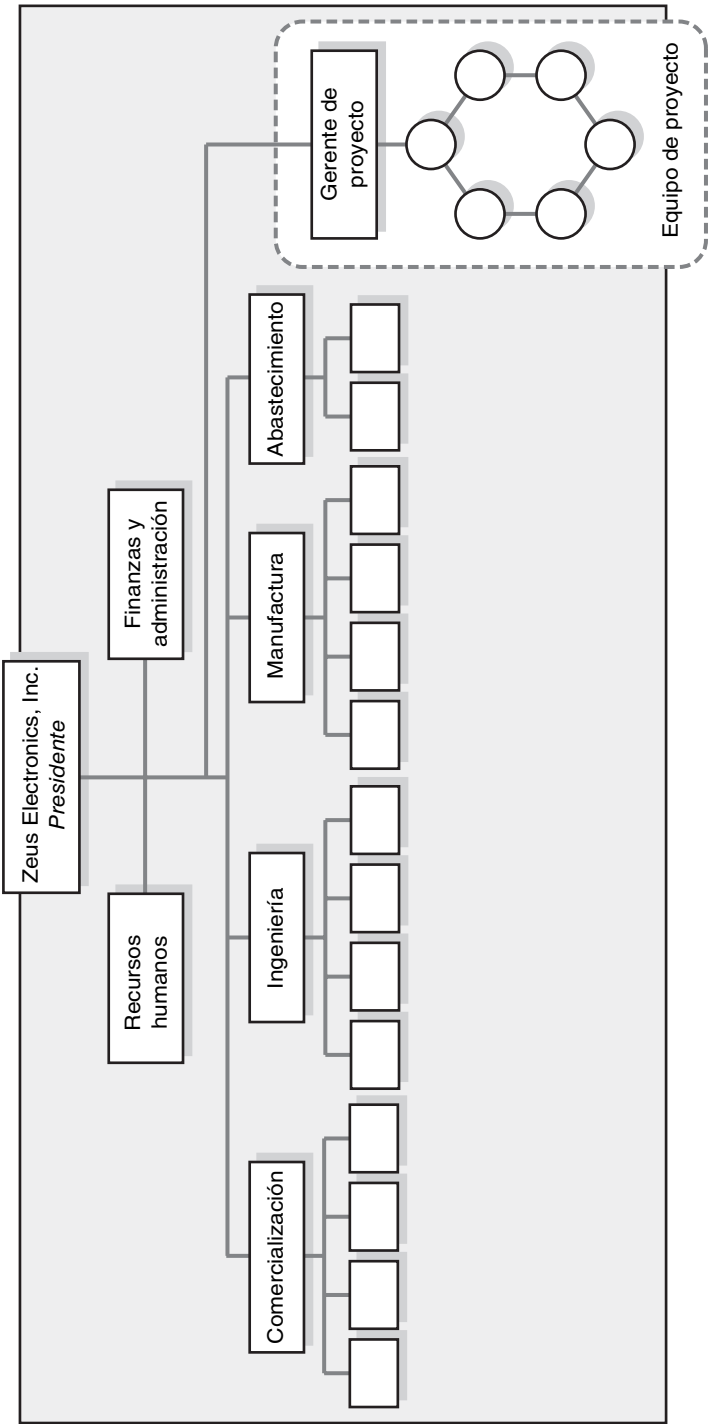 Zeus Electronics, Inc.
Presidente
Recursos
humanos
Finanzas y
administración
Comercialización
Ingeniería
Manufactura
Abastecimiento
Gerente de
proyecto
Equipo de proyecto